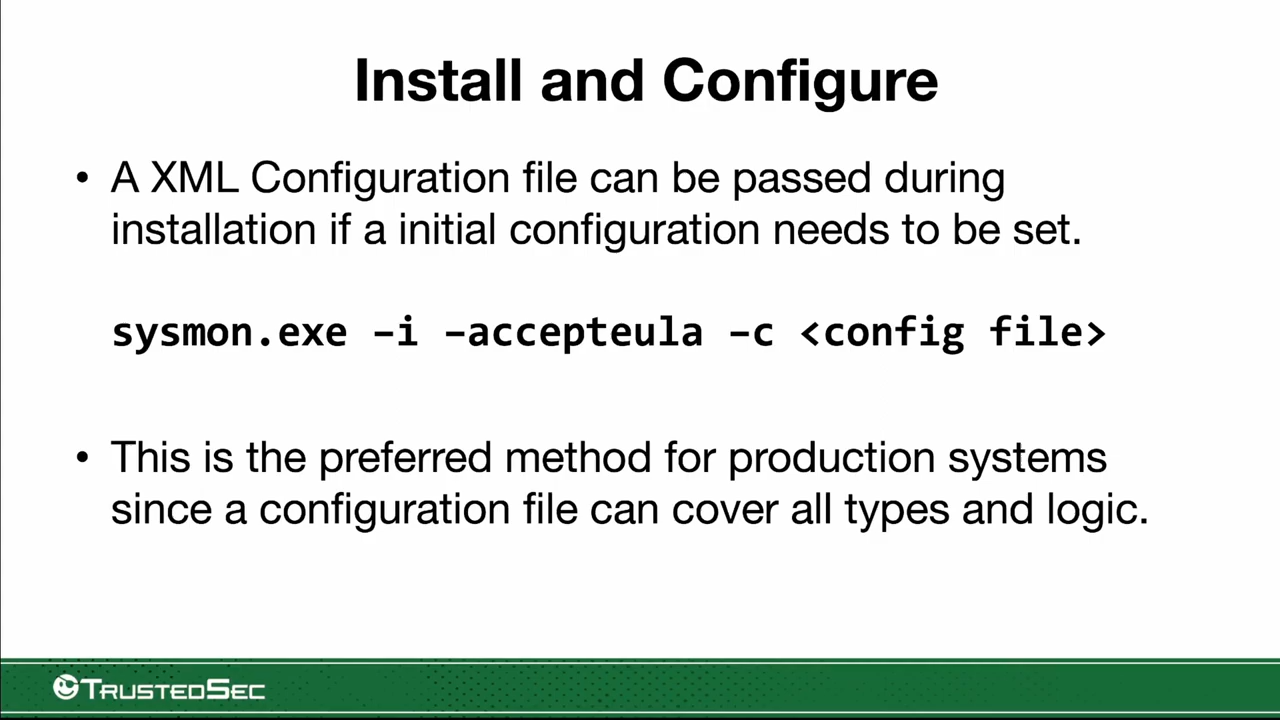 Install and Configure
• A XML Configuration file can be passed during
installation if a initial configuration needs to be set.
sysmon.exe –i –accepteula –c <config file>
• This is the preferred method for production systems
since a configuration file can cover all types and logic.
TRUSTEDSEC